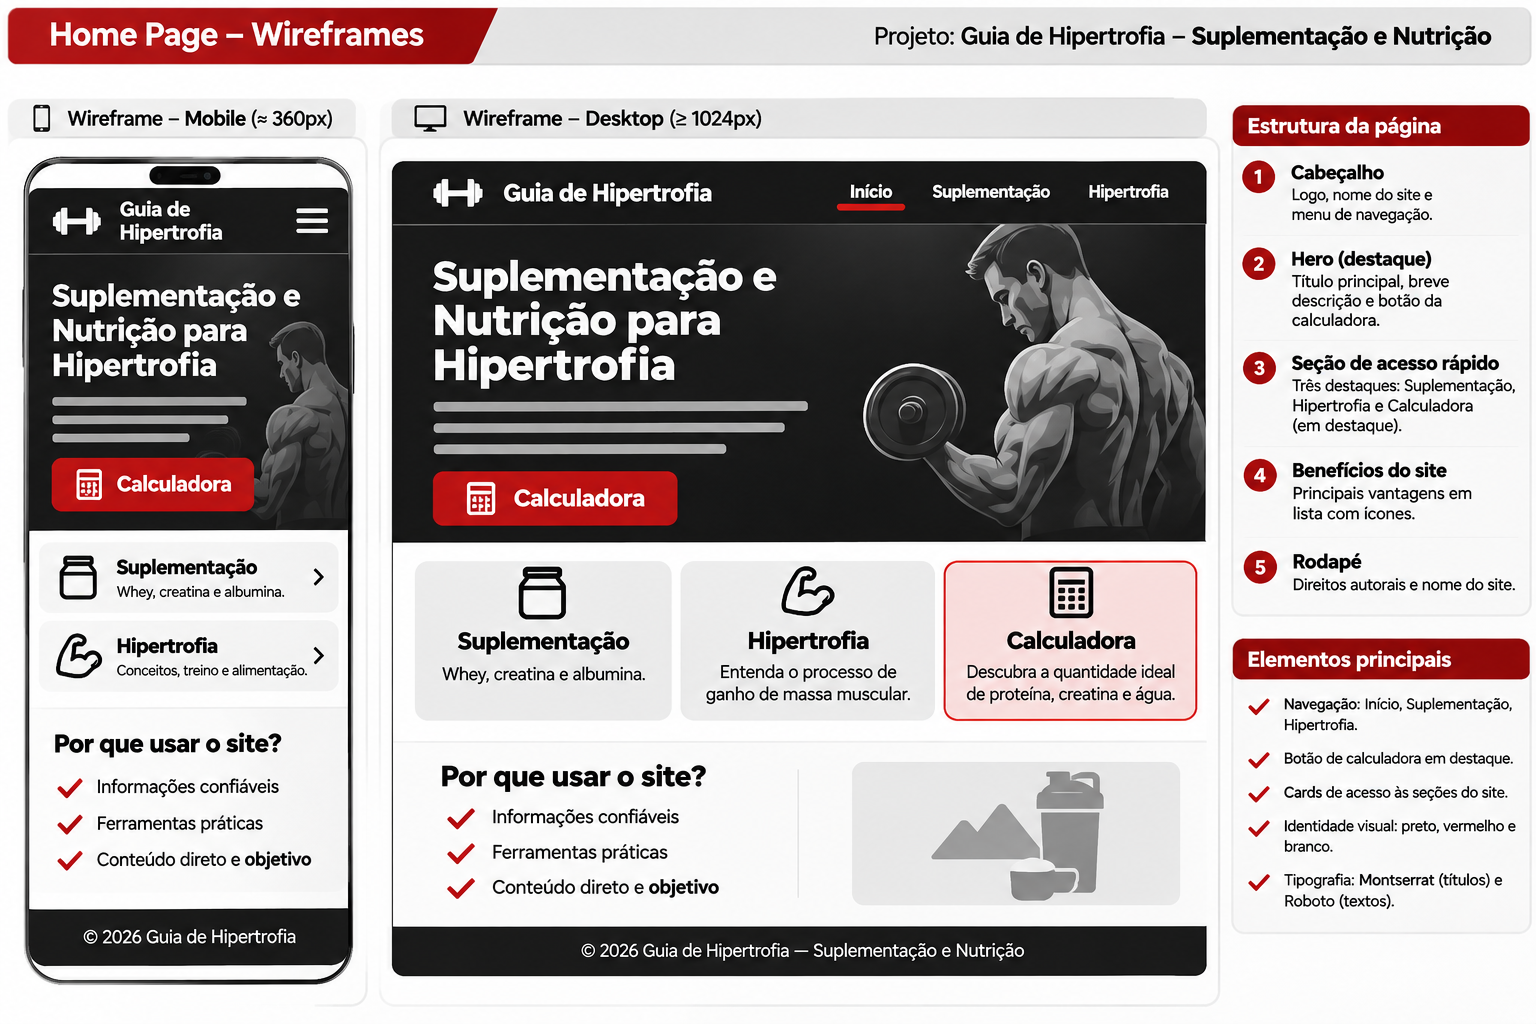 Home Page – Wireframes
Projeto: Guia de Hipertrofia – Suplementação e Nutrição
Wireframe – Mobile (≈ 360px)
Guia de
Hipertrofia
Suplementação e
Nutrição para
Hipertrofia
Calculadora
Suplementação
Whey, creatina e albumina.
Hipertrofia
Conceitos, treino e alimentação.
Por que usar o site?
Informações confiáveis
Ferramentas práticas
Conteúdo direto e objetivo
© 2026 Guia de Hipertrofia
Wireframe – Desktop (≥ 1024px)
Guia de Hipertrofia
Início
Suplementação
Hipertrofia
Suplementação e
Nutrição para
Hipertrofia
Calculadora
Suplementação
Whey, creatina e albumina.
Hipertrofia
Entenda o processo de
ganho de massa muscular.
Calculadora
Descubra a quantidade ideal
de proteína, creatina e água.
Por que usar o site?
Informações confiáveis
Ferramentas práticas
Conteúdo direto e objetivo
© 2026 Guia de Hipertrofia — Suplementação e Nutrição
Estrutura da página
1 Cabeçalho
Logo, nome do site e
menu de navegação.
2 Hero (destaque)
Título principal, breve
descrição e botão da
calculadora.
3 Seção de acesso rápido
Três destaques: Suplementação,
Hipertrofia e Calculadora
(em destaque).
4 Benefícios do site
Principais vantagens em
lista com ícones.
5 Rodapé
Direitos autorais e nome do site.
Elementos principais
Navegação: Início, Suplementação,
Hipertrofia.
Botão de calculadora em destaque.
Cards de acesso às seções do site.
Identidade visual: preto, vermelho e
branco.
Tipografia: Montserrat (títulos) e
Roboto (textos).